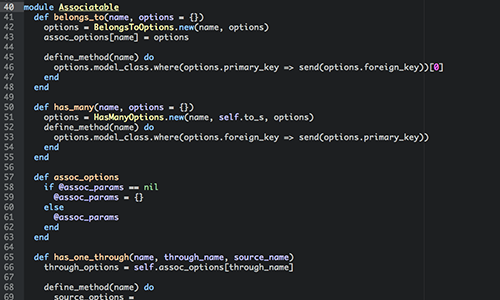 40 module Associatable
41   def belongs_to(name, options = {})
42     options = BelongsToOptions.new(name, options)
43     assoc_options[name] = options
44
45     define_method(name) do
46       options.model_class.where(options.primary_key => send(options.foreign_key))[0]
47     end
48   end
49
50   def has_many(name, options = {})
51     options = HasManyOptions.new(name, self.to_s, options)
52     define_method(name) do
53       options.model_class.where(options.foreign_key => send(options.primary_key))
54     end
55   end
56
57   def assoc_options
58     if @assoc_params == nil
59       @assoc_params = {}
60     else
61       @assoc_params
62     end
63   end
64
65   def has_one_through(name, through_name, source_name)
66     through_options = self.assoc_options[through_name]
67
68     define_method(name) do
69       source_options =